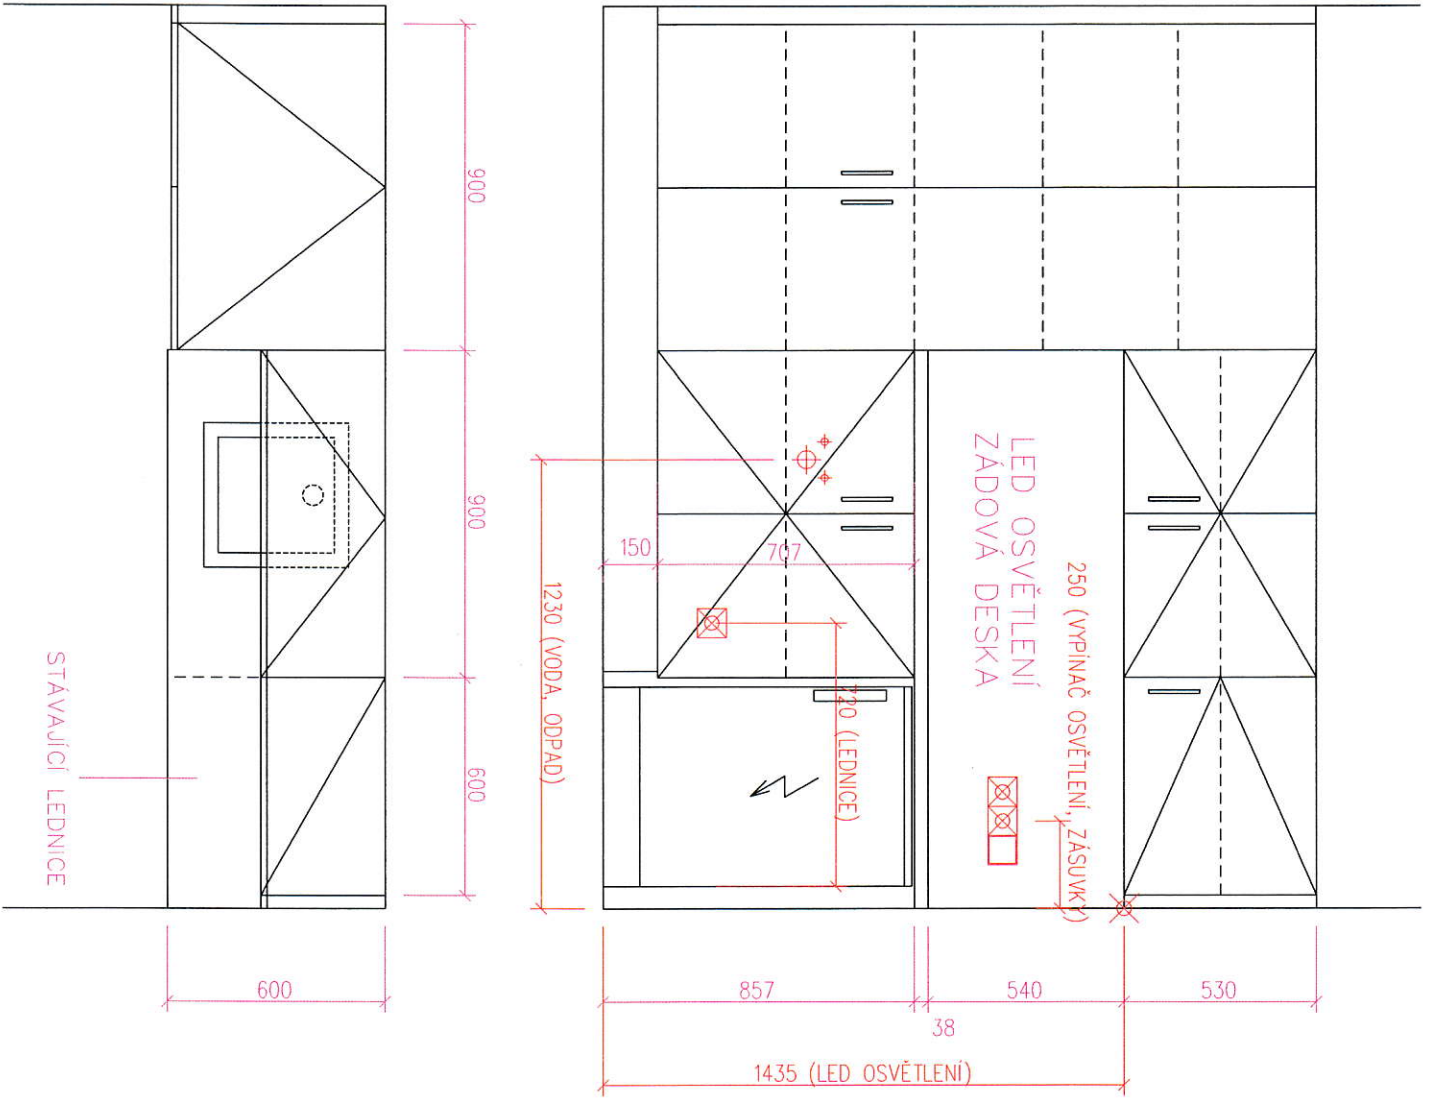 900
900
600
STÁVAJÍCÍ LEDNICE
600
LED OSVĚTLENÍ
ZÁDOVÁ DESKA
250 (VYPÍNAČ OSVĚTLENÍ, ZÁSUVKY)
150
707
1230 (VODA, ODPAD)
720 (LEDNICE)
857
540
530
38
1435 (LED OSVĚTLENÍ)